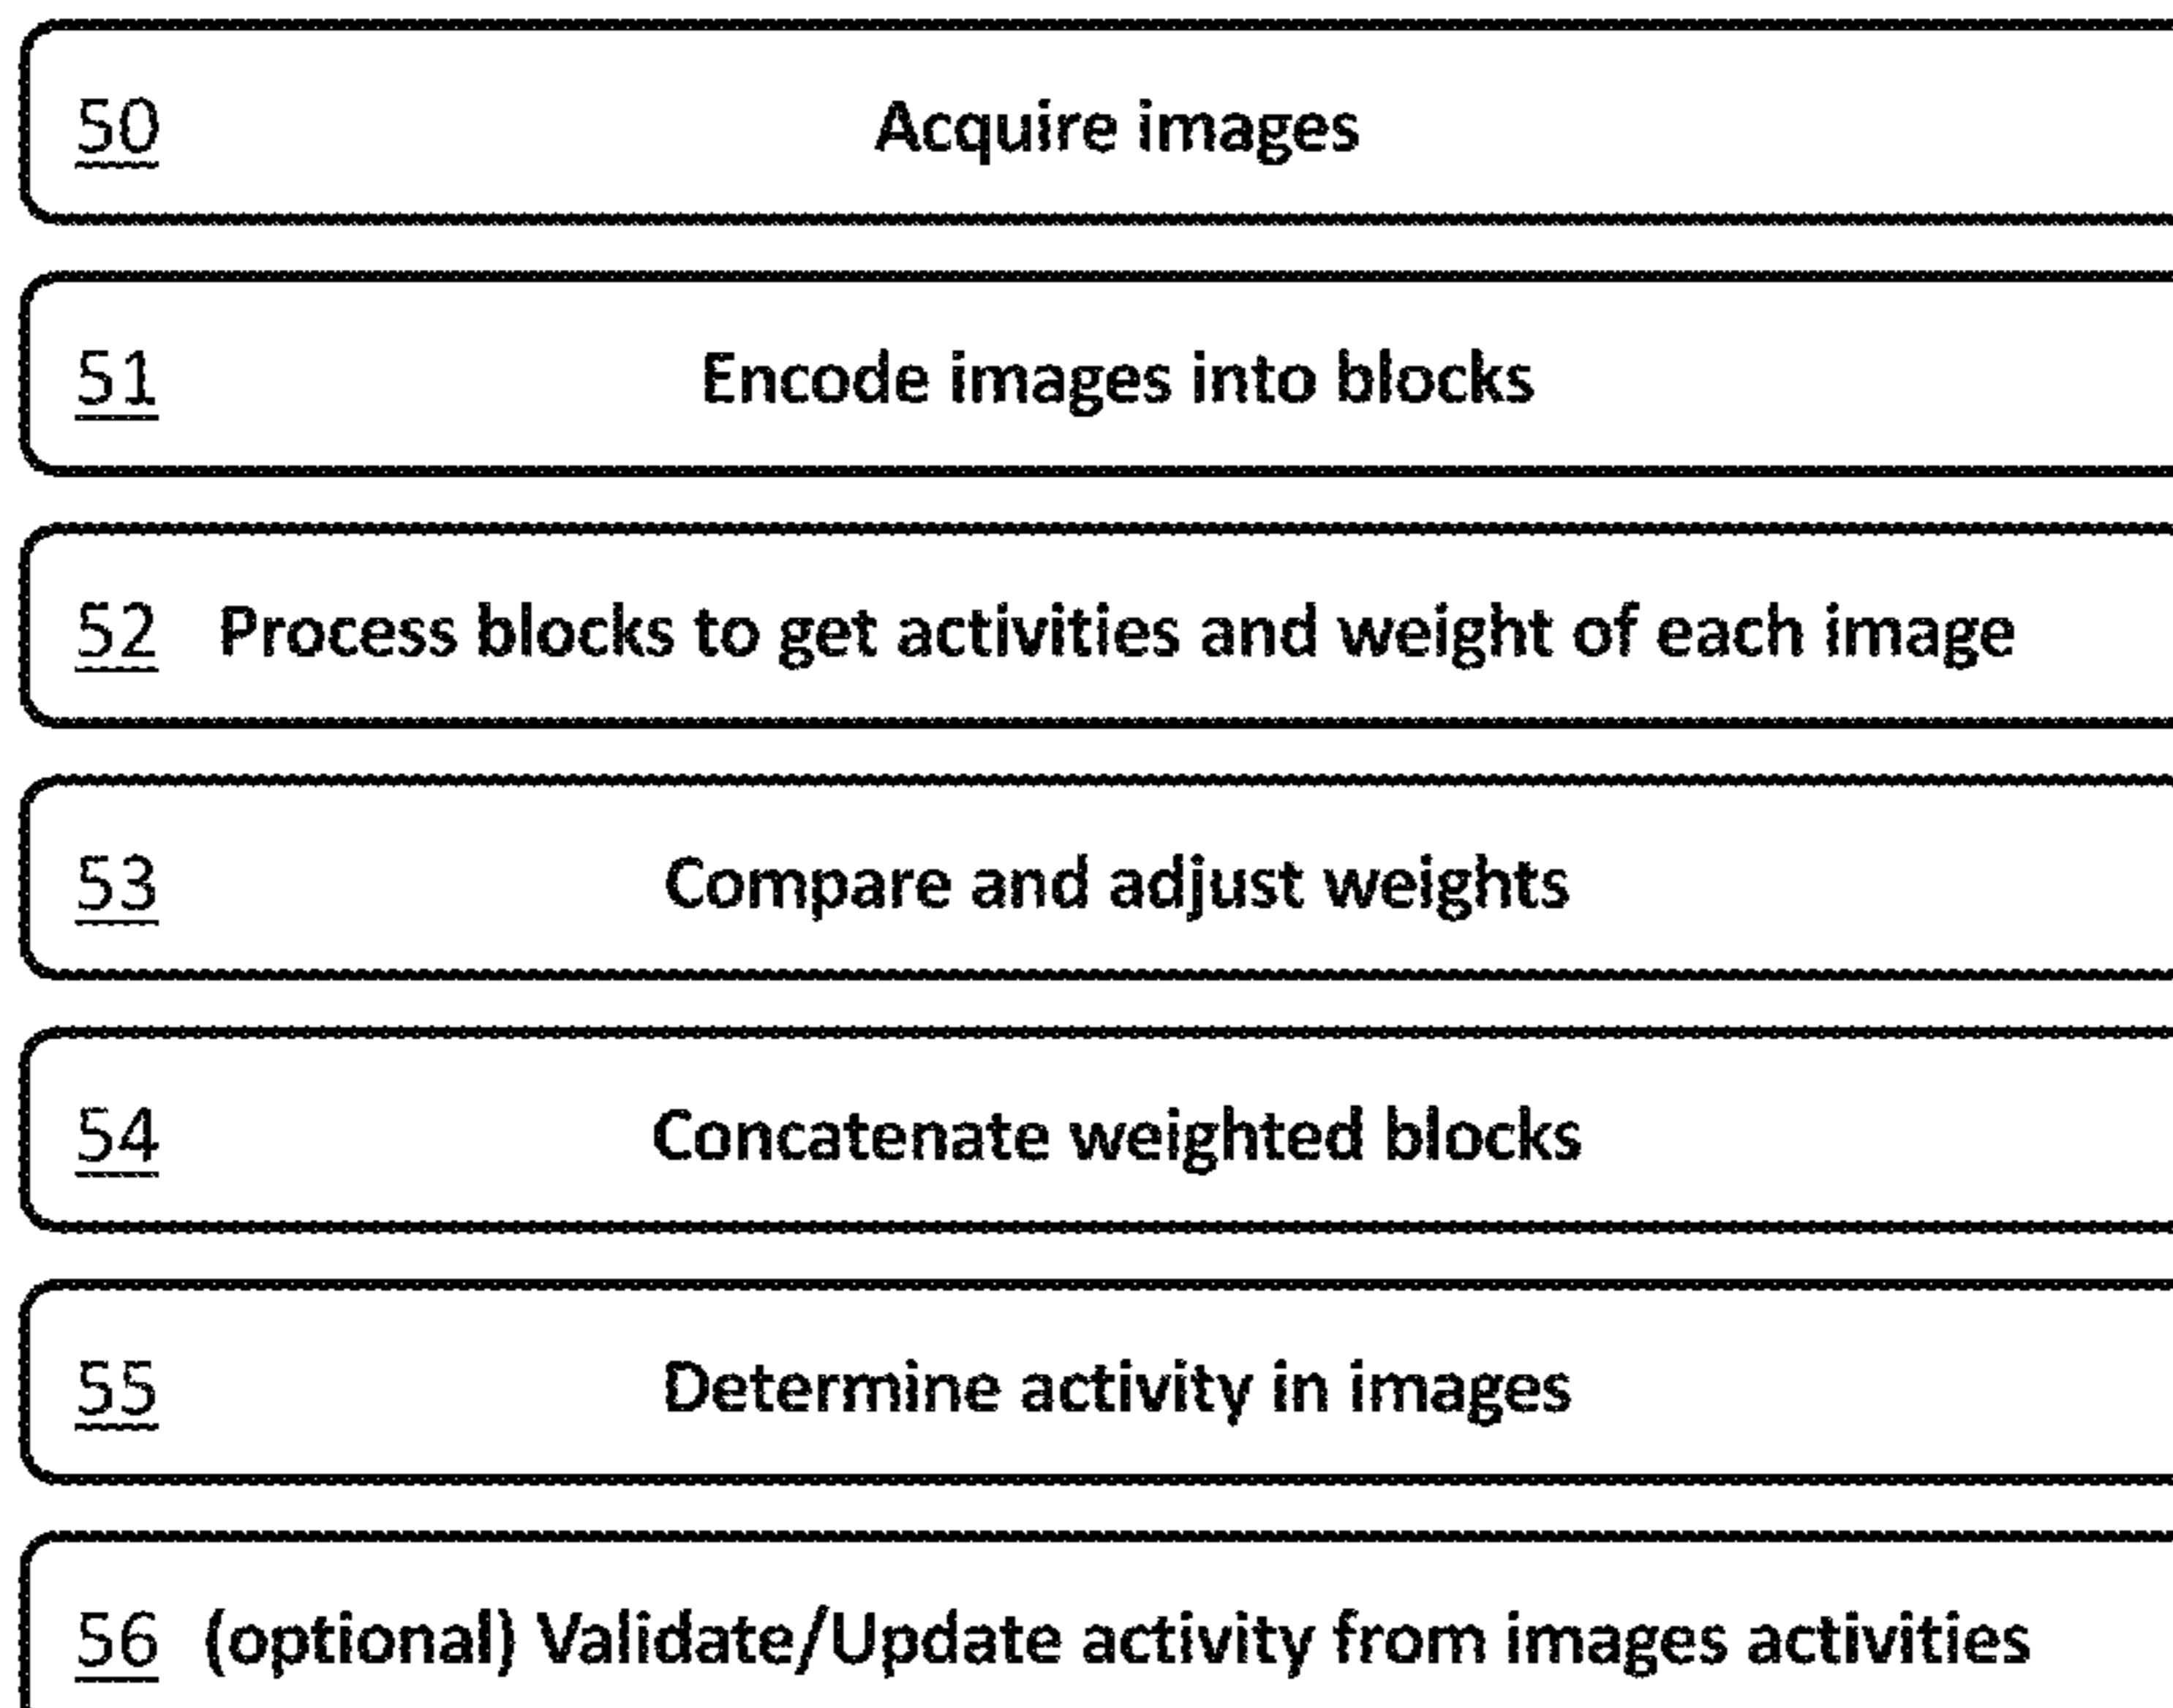 50 Acquire images
51 Encode images into blocks
52 Process blocks to get activities and weight of each image
53 Compare and adjust weights
54 Concatenate weighted blocks
55 Determine activity in images
56 (optional) Validate/Update activity from images activities